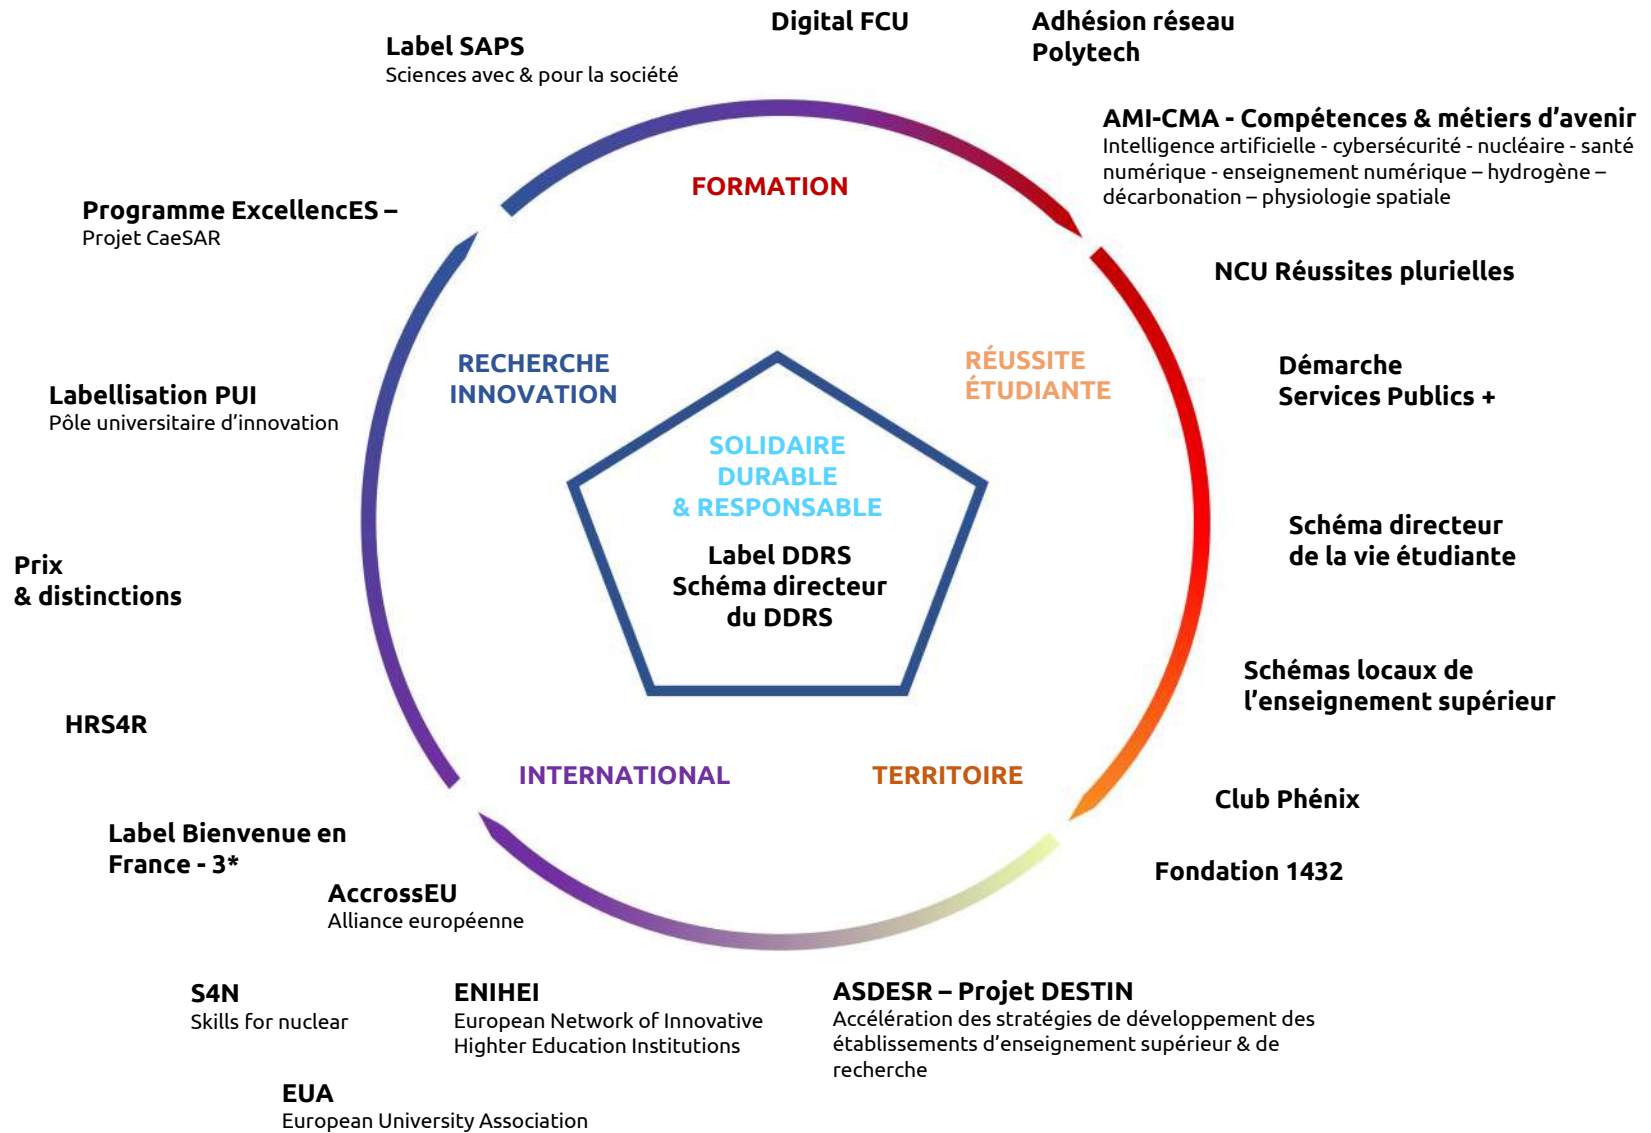 Digital FCU
Adhésion réseau
Polytech
Label SAPS
Sciences avec & pour la société
AMI-CMA - Compétences & métiers d’avenir
Intelligence artificielle - cybersécurité - nucléaire - santé
numérique - enseignement numérique – hydrogène –
décarbonation – physiologie spatiale
FORMATION
Programme ExcellencES –
Projet CaeSAR
NCU Réussites plurielles
RECHERCHE
INNOVATION
RÉUSSITE
ÉTUDIANTE
Démarche
Services Publics +
Labellisation PUI
Pôle universitaire d’innovation
SOLIDAIRE
DURABLE
& RESPONSABLE
Label DDRS
Schéma directeur
du DDRS
Schéma directeur
de la vie étudiante
Prix
& distinctions
Schémas locaux de
l’enseignement supérieur
HRS4R
INTERNATIONAL
TERRITOIRE
Club Phénix
Label Bienvenue en
France - 3*
Fondation 1432
AccrossEU
Alliance européenne
S4N
Skills for nuclear
ENIHEI
European Network of Innovative
Highter Education Institutions
ASDESR – Projet DESTIN
Accélération des stratégies de développement des
établissements d’enseignement supérieur & de
recherche
EUA
European University Association